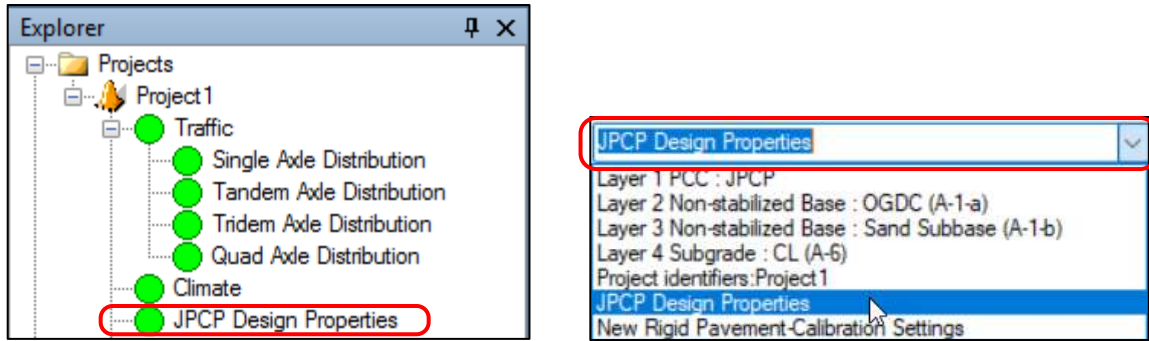 Explorer
Projects
Project1
Traffic
Single Axle Distribution
Tandem Axle Distribution
Tridem Axle Distribution
Quad Axle Distribution
Climate
JPCP Design Properties
JPCP Design Properties
Layer 1 PCC : JPCP
Layer 2 Non-stabilized Base : OGDC (A-1-a)
Layer 3 Non-stabilized Base : Sand Subbase (A-1-b)
Layer 4 Subgrade : CL (A-6)
Project identifiers:Project1
JPCP Design Properties
New Rigid Pavement-Calibration Settings